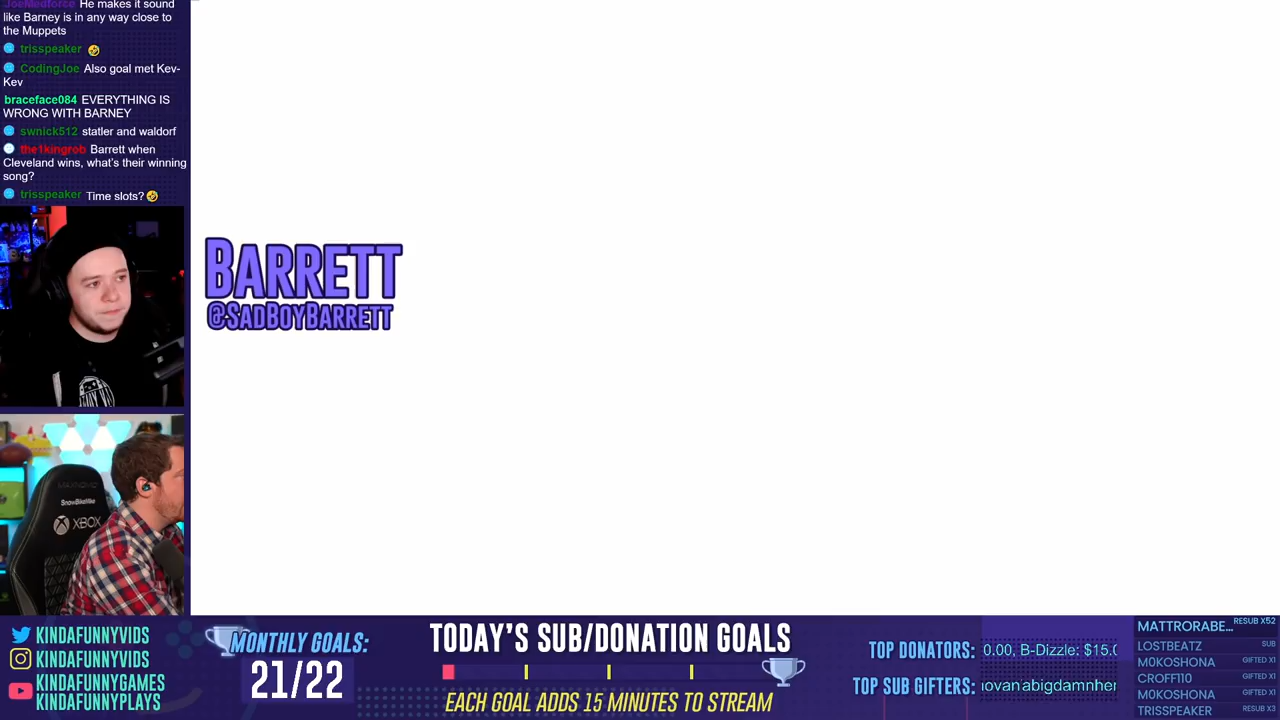 JoeMedforce He makes it sound
like Barney is in any way close to
the Muppets
trisspeaker
CodingJoe Also goal met Kev-
Kev
braceface084 EVERYTHING IS
WRONG WITH BARNEY
swnick512 statler and waldorf
the1kingrob Barrett when
Cleveland wins, what's their winning
song?
trisspeaker Time slots?
BARRETT
@SADBOYBARRETT
SnowBikeMike
XBOX
KINDAFUNNYVIDS
KINDAFUNNYVIDS
KINDAFUNNYGAMES
KINDAFUNNYPLAYS
MONTHLY GOALS:
21/22
TODAY'S SUB/DONATION GOALS
EACH GOAL ADDS 15 MINUTES TO STREAM
TOP DONATORS: 0.00, B-Dizzle: $15.0
TOP SUB GIFTERS: ovanabigdamnher
MATTRORABE... RESUB X52
LOSTBEATZ SUB
M0KOSHONA GIFTED X1
CROFF110 GIFTED X1
M0KOSHONA GIFTED X1
TRISSPEAKER RESUB X3